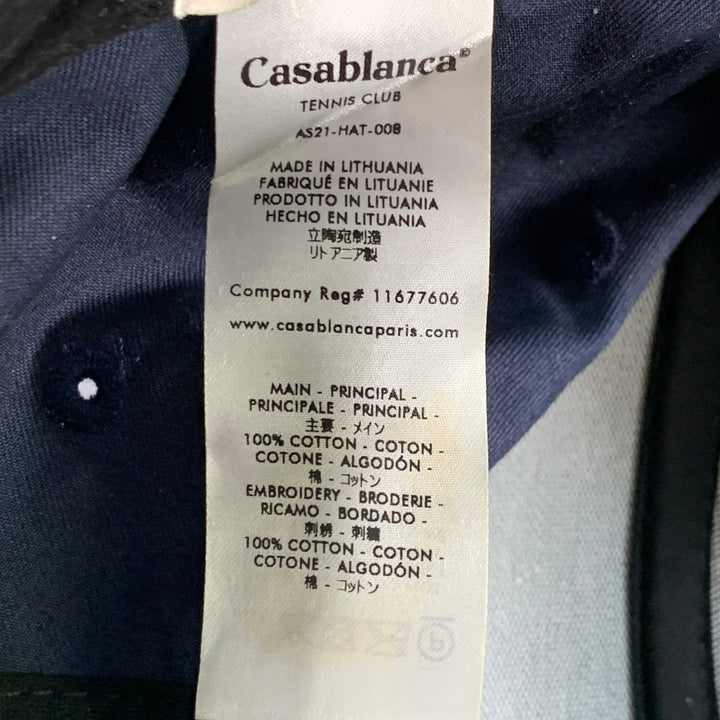 Casablanca®
TENNIS CLUB
AS21-HAT-008
MADE IN LITHUANIA
FABRIQUÉ EN LITUANIE
PRODOTTO IN LITUANIA
HECHO EN LITUANIA
立陶宛制造
リトアニア製
Company Reg# 11677606
www.casablancaparis.com
MAIN - PRINCIPAL -
PRINCIPALE - PRINCIPAL -
主要 - メイン
100% COTTON - COTON -
COTONE - ALGODÓN -
棉 - コットン
EMBROIDERY - BRODERIE -
RICAMO - BORDADO -
刺绣 - 刺繍
100% COTTON - COTON -
COTONE - ALGODÓN -
棉 - コットン